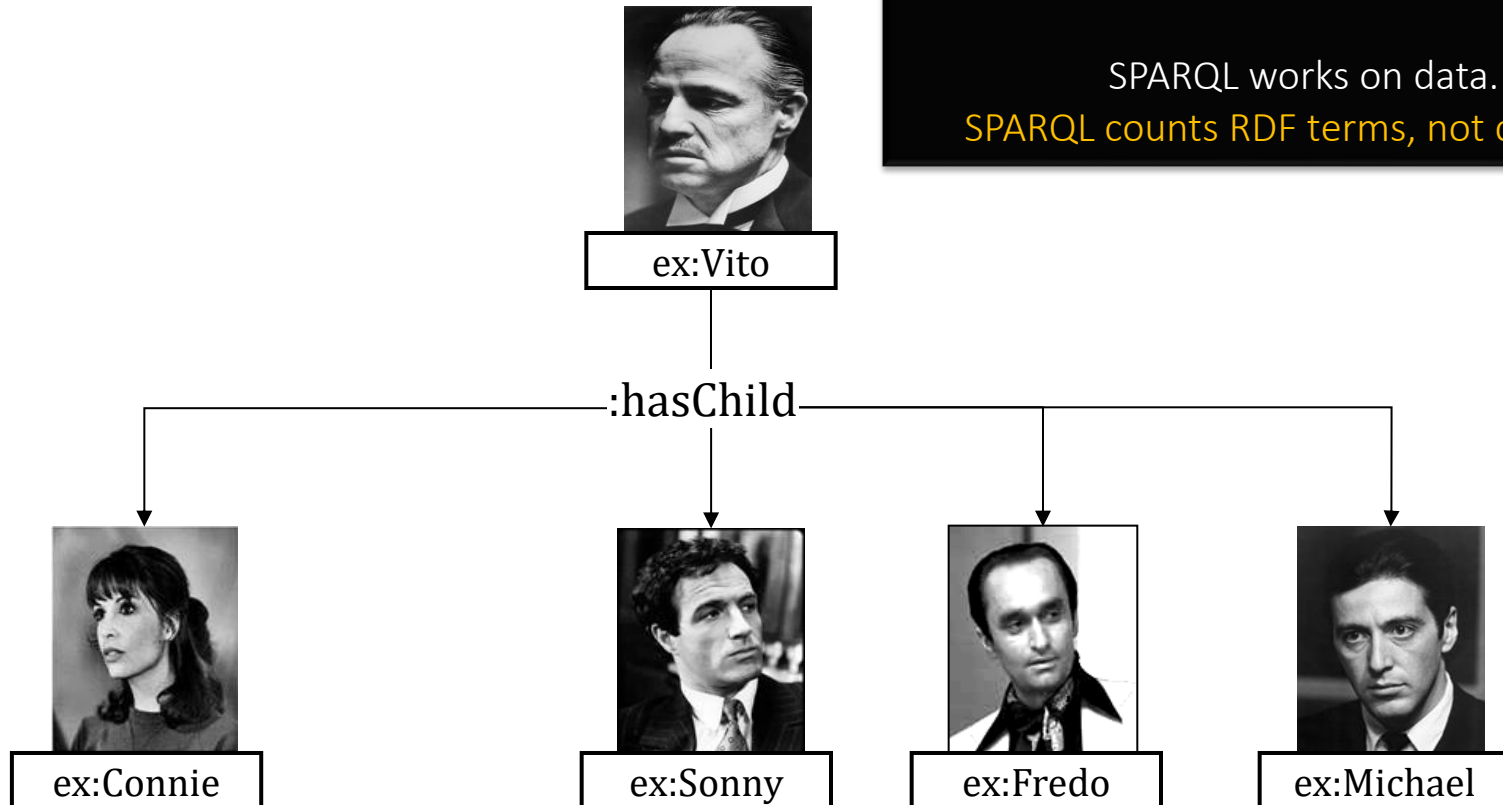 SPARQL works on data.
SPARQL counts RDF terms, not
ex:Vito
:hasChild
ex:Connie
ex:Sonny
ex:Fredo
ex:Michael